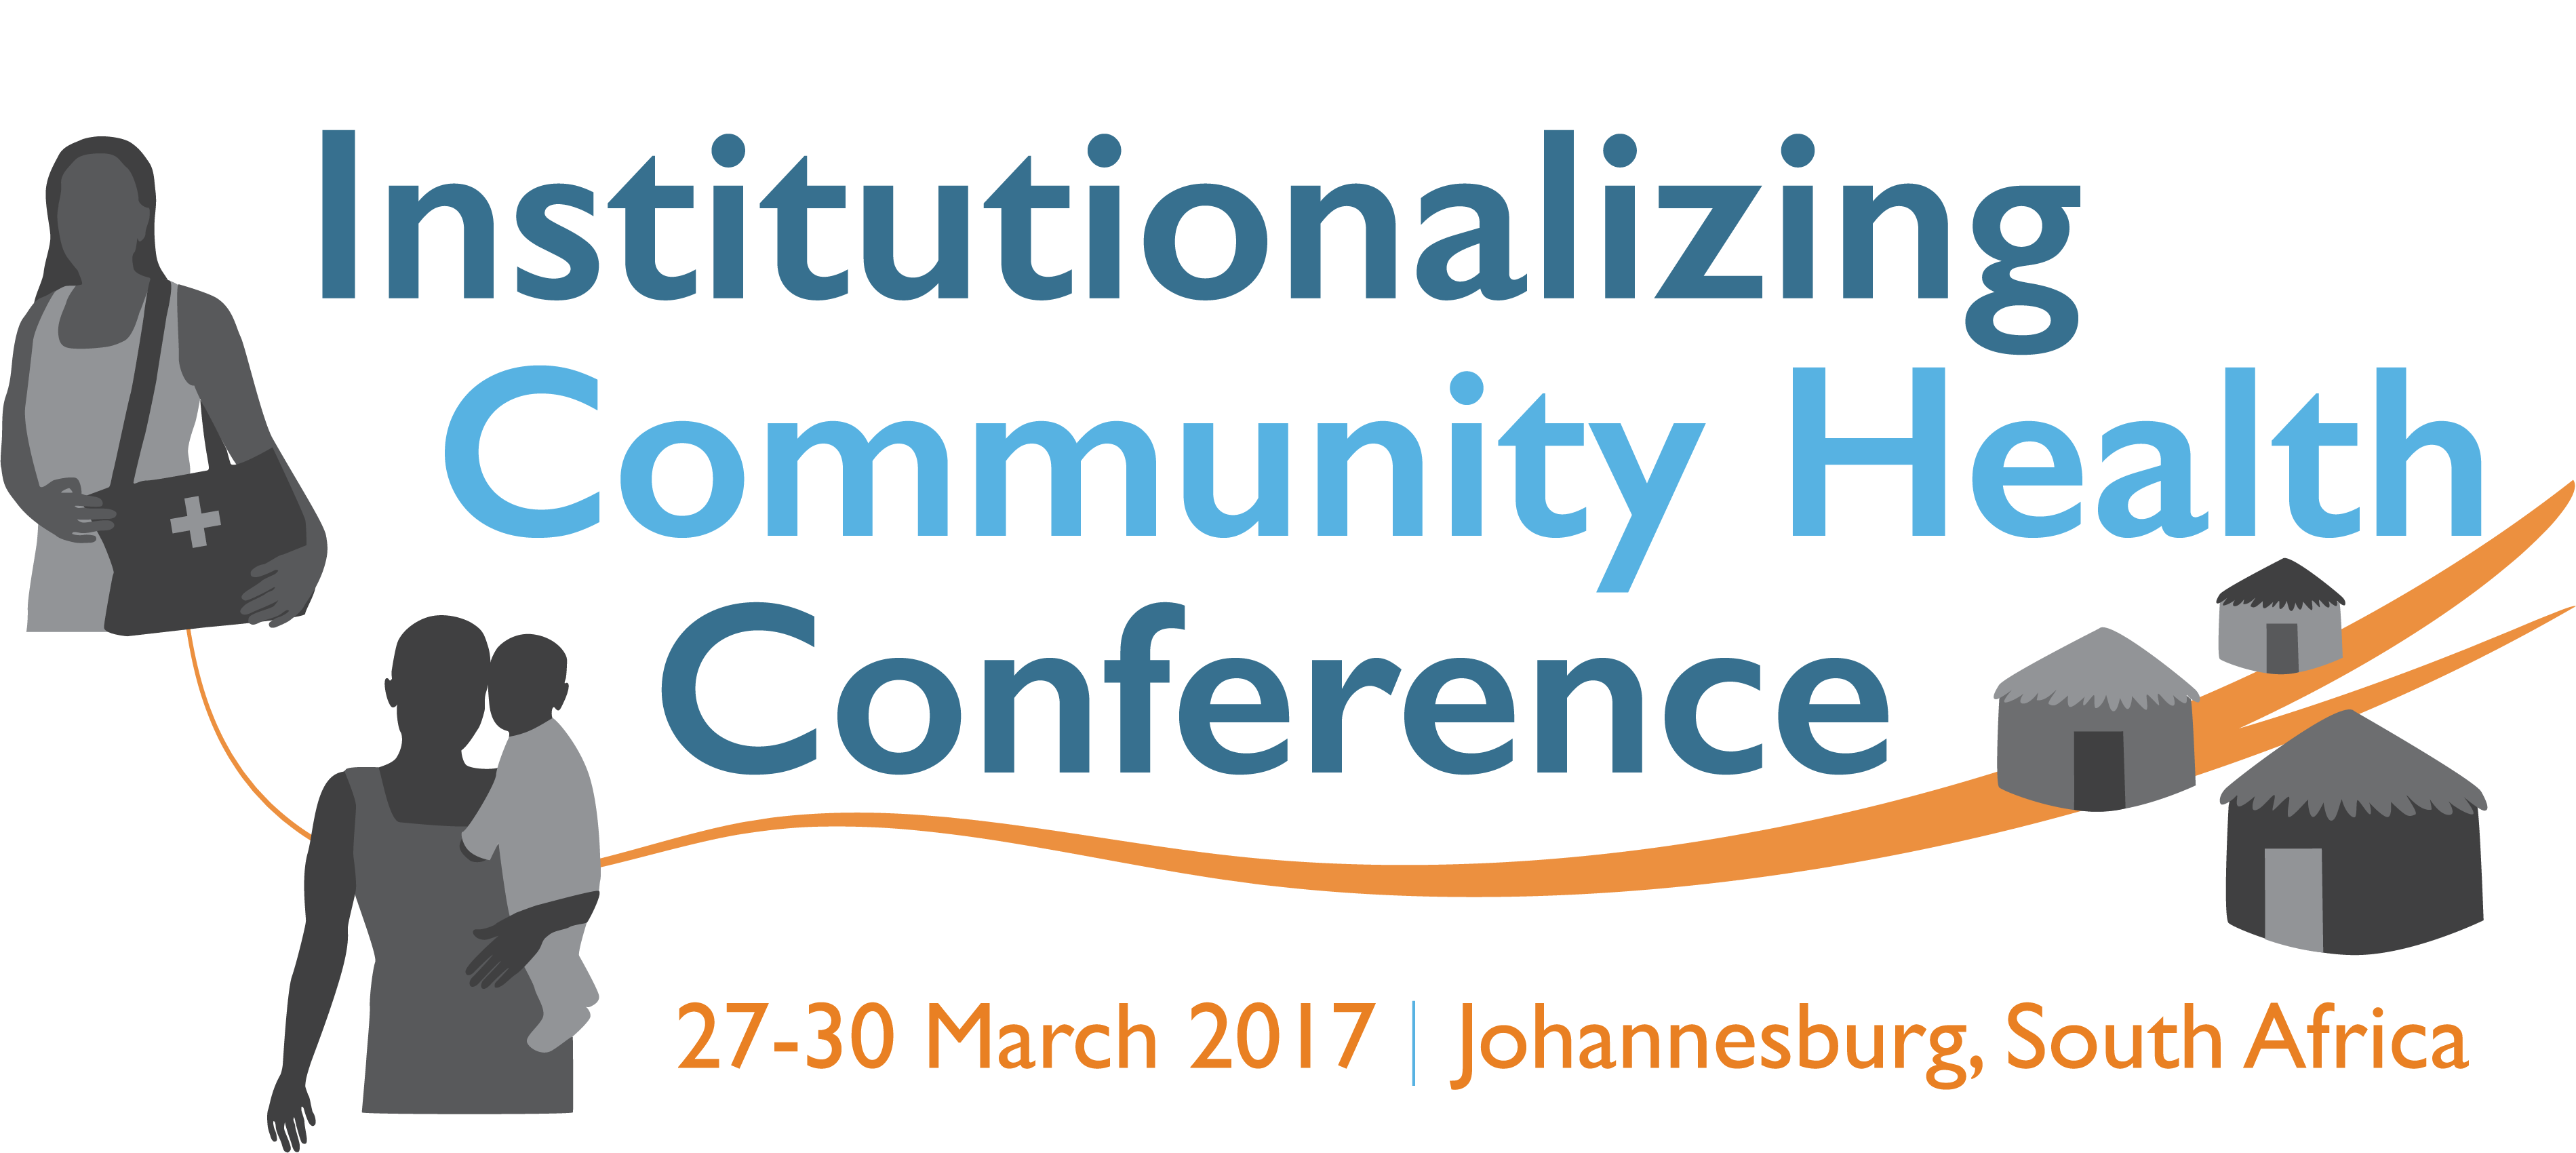 Institutionalizing
Community Health
Conference
27-30 March 2017 | Johannesburg, South Africa